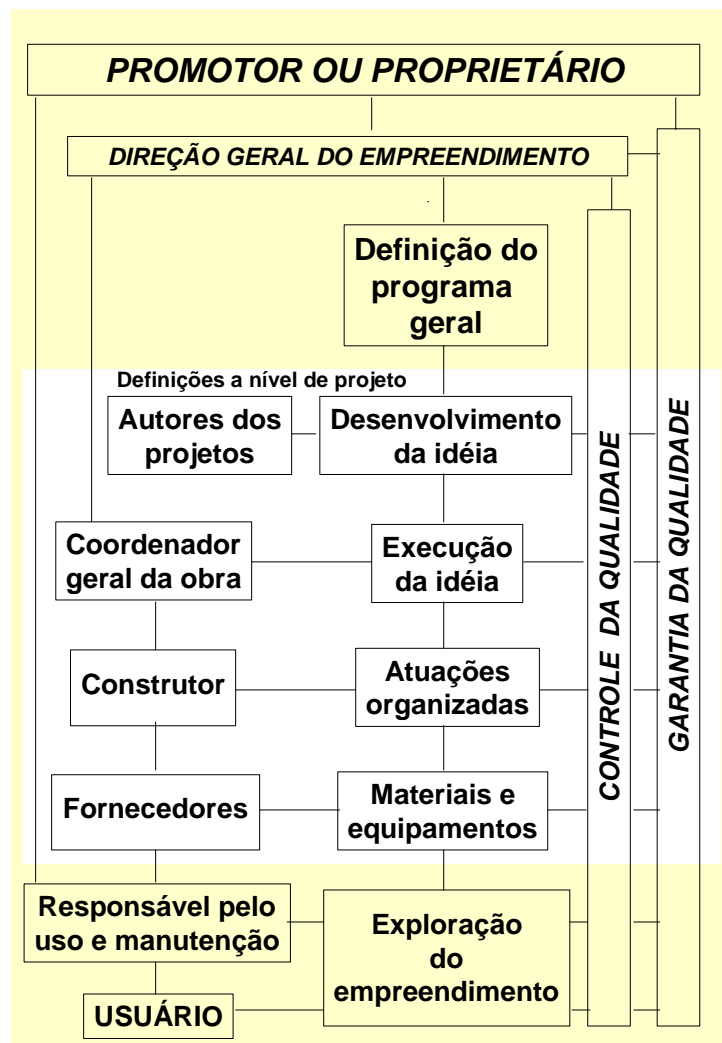 PROMOTOR OU PROPRIETÁRIO
DIREÇÃO GERAL DO EMPREENDIMENTO
Definição do
programa
geral
Definições a nível de projeto
Autores dos
projetos
Desenvolvimento
da idéia
Coordenador
geral da obra
Execução
da idéia
Construtor
Atuações
organizadas
Fornecedores
Materiais e
equipamentos
Responsável pelo
uso e manutenção
Exploração
do
empreendimento
USUÁRIO
CONTROLE DA QUALIDADE
GARANTIA DA QUALIDADE